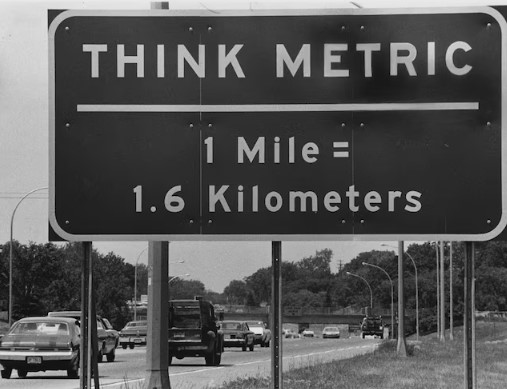 THINK METRIC
1 Mile =
1.6 Kilometers